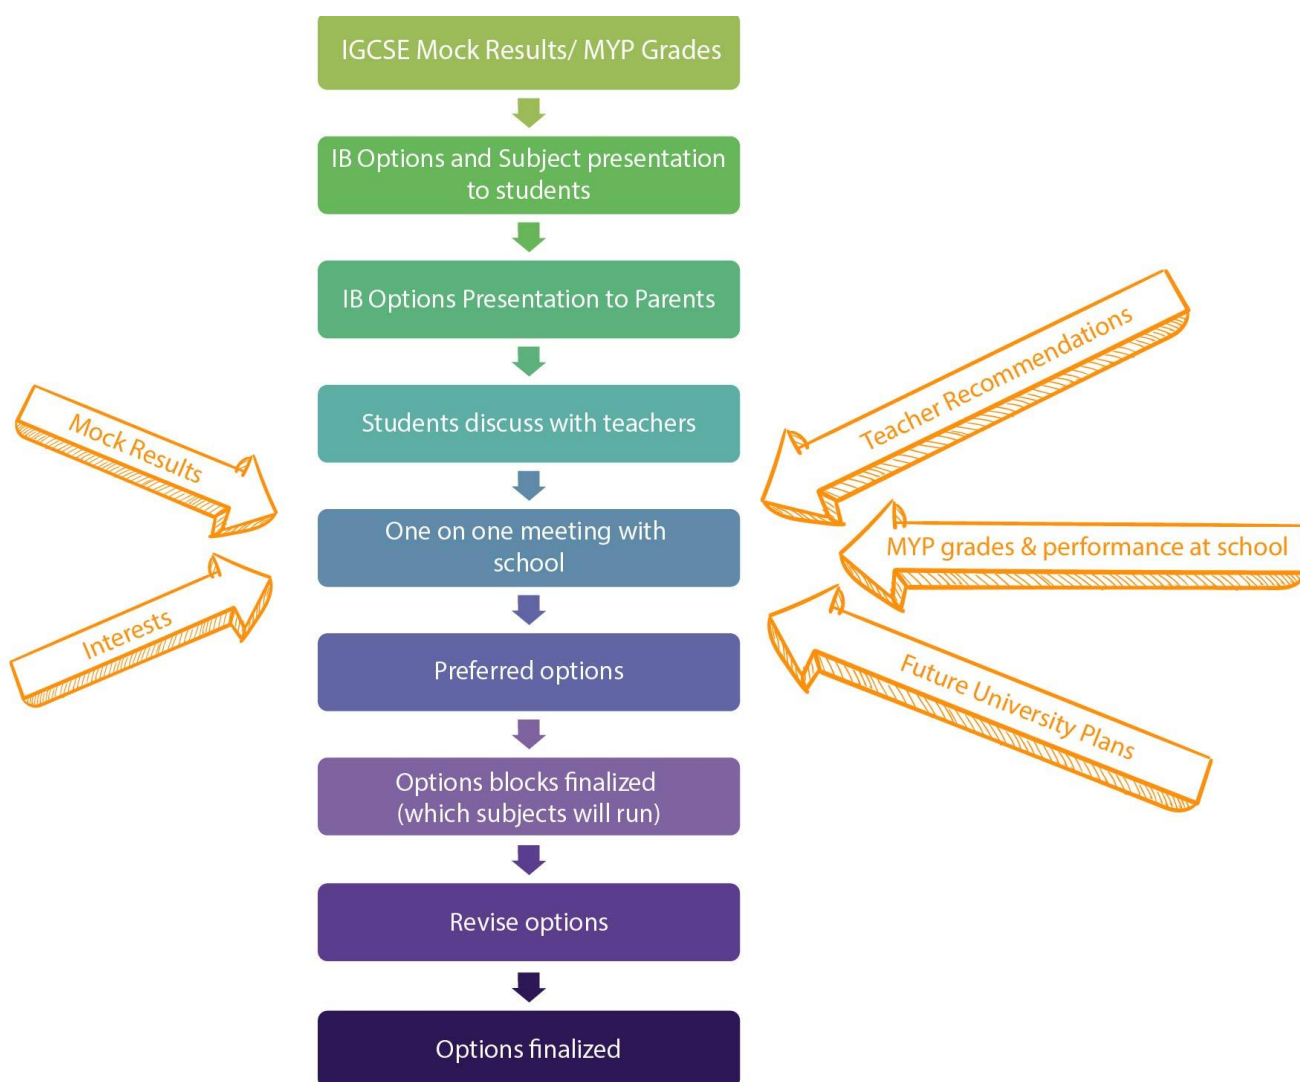 IGCSE Mock Results/ MYP Grades
IB Options and Subject presentation
to students
IB Options Presentation to Parents
Students discuss with teachers
One on one meeting with
school
Preferred options
Options blocks finalized
(which subjects will run)
Revise options
Options finalized
Mock Results
Interests
Teacher Recommendations
MYP grades & performance at school
Future University Plans